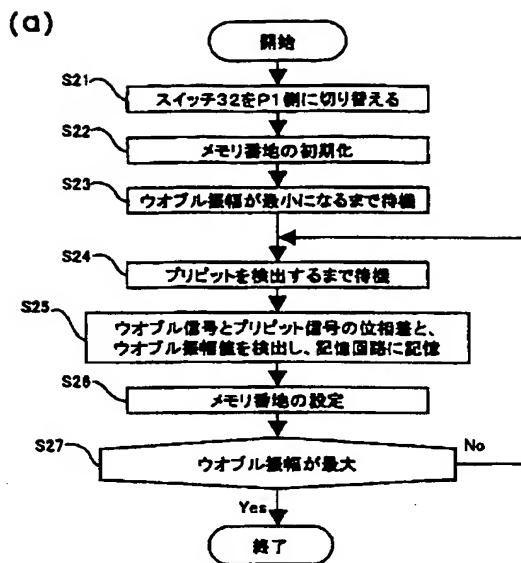 (a)
開始
S21
スイッチ32をP1側に切り替える
S22
メモリ番地の初期化
S23
ウオブル振幅が最小になるまで待機
S24
プリピットを検出するまで待機
S25
ウオブル信号とプリピット信号の位相差と、
ウオブル振幅値を検出し、記憶回路に記憶
S26
メモリ番地の設定
S27
ウオブル振幅が最大
No
Yes
終了